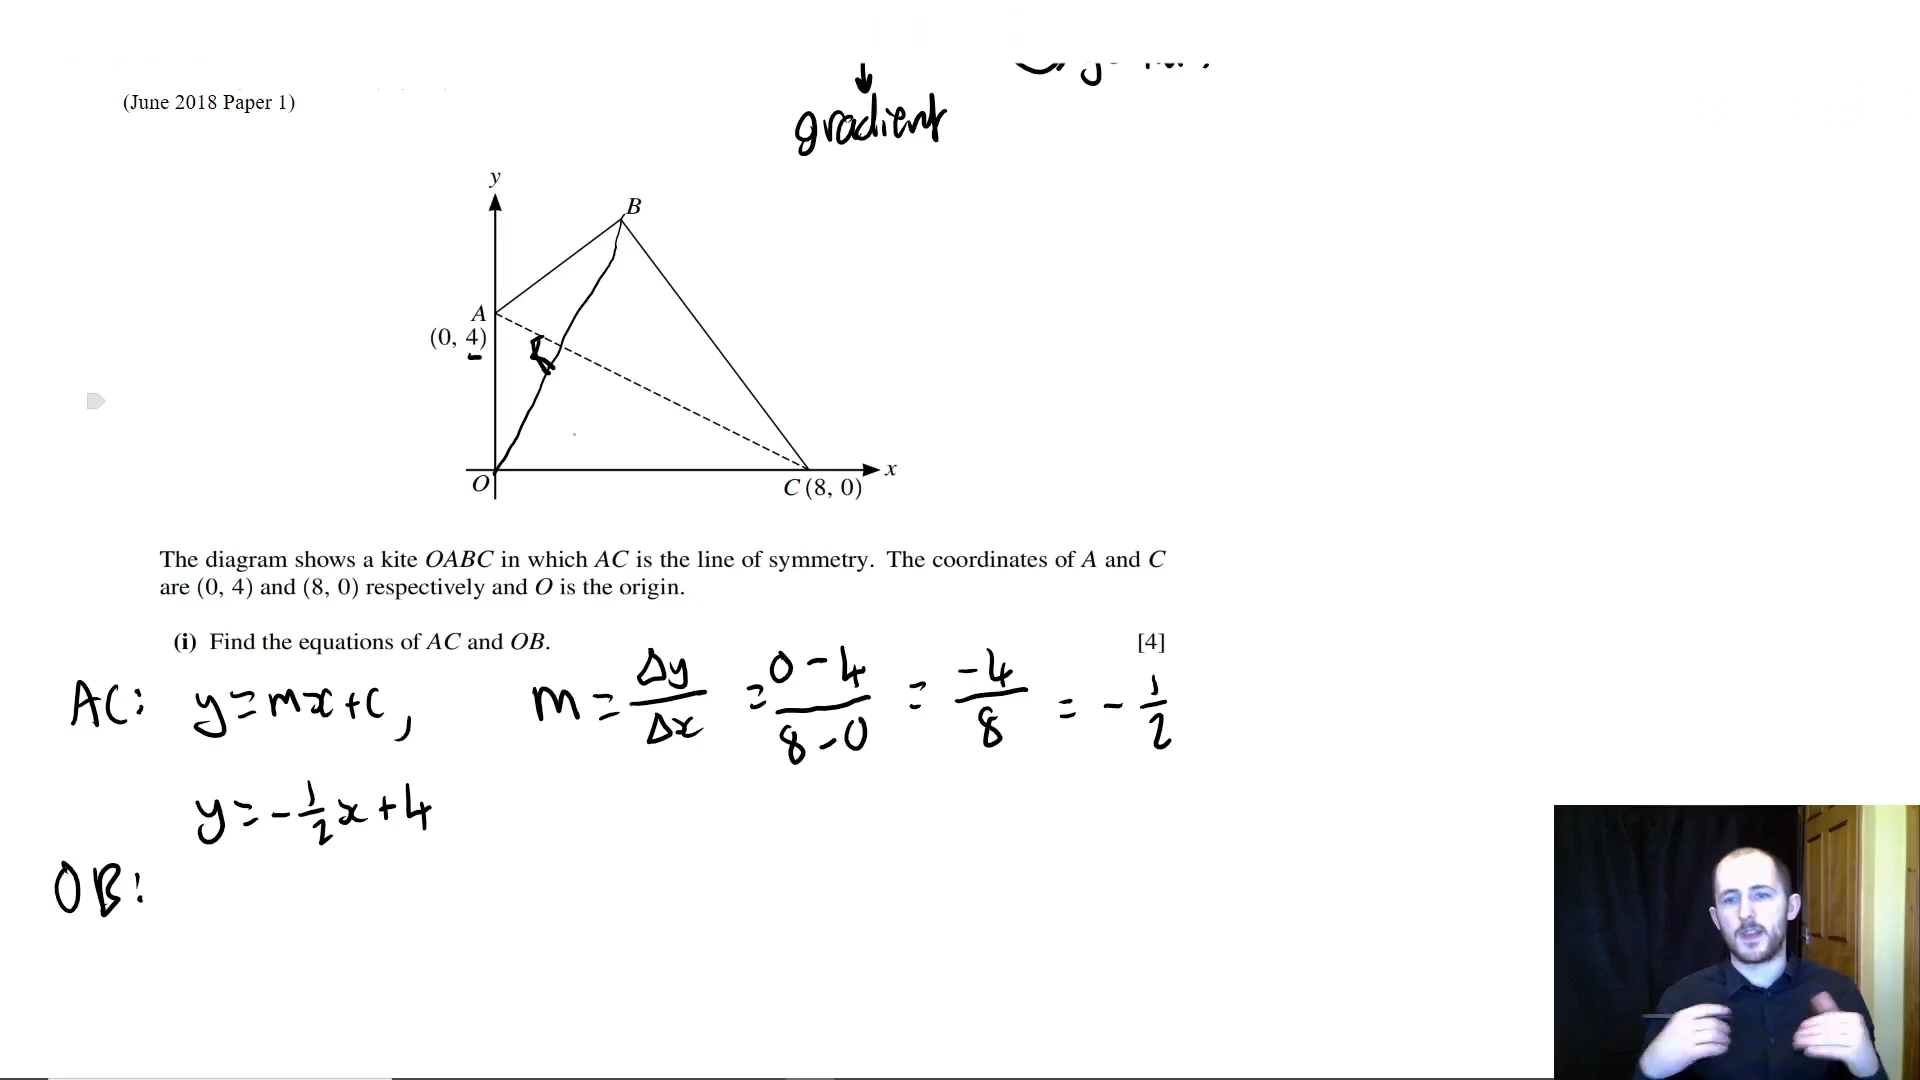 (June 2018 Paper 1)
gradient
y
B
A
(0, 4)
x
O
C (8, 0)
The diagram shows a kite OABC in which AC is the line of symmetry. The coordinates of A and C
are (0, 4) and (8, 0) respectively and O is the origin.
(i) Find the equations of AC and OB. [4]
AC: y=mx+c, m = Δy/Δx = 0-4/8-0 = -4/8 = -1/2
y=-1/2x+4
OB: